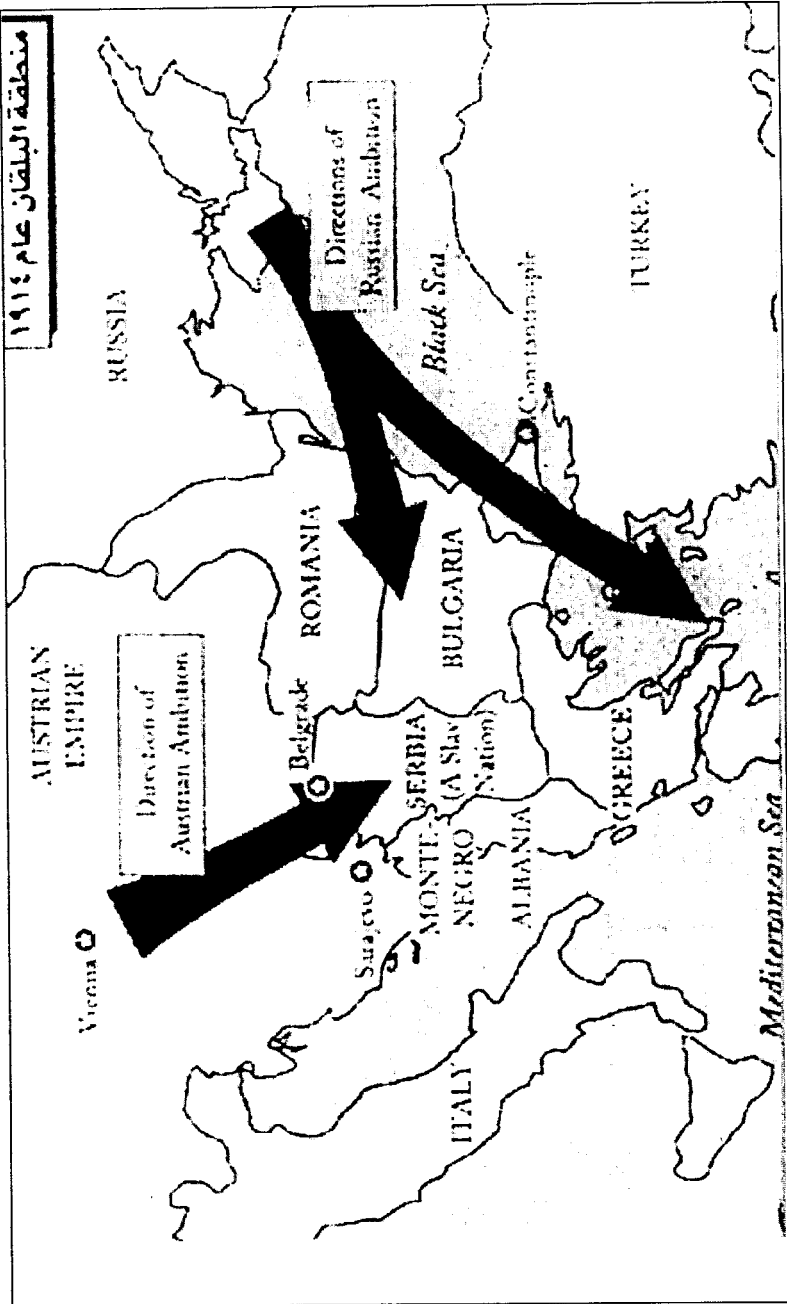 منطقة البلقان عام ١٩١٤
RUSSIA
AUSTRIAN
EMPIRE
Vienna
Direction of
Austrian Ambition
Directions of
Russian Ambition
Belgrade
ROMANIA
Black Sea
Sarajevo
SERBIA
(A Slav
Nation)
BULGARIA
MONTE-
NEGRO
Constantinople
ITALY
ALBANIA
GREECE
TURKEY
Mediterranean Sea